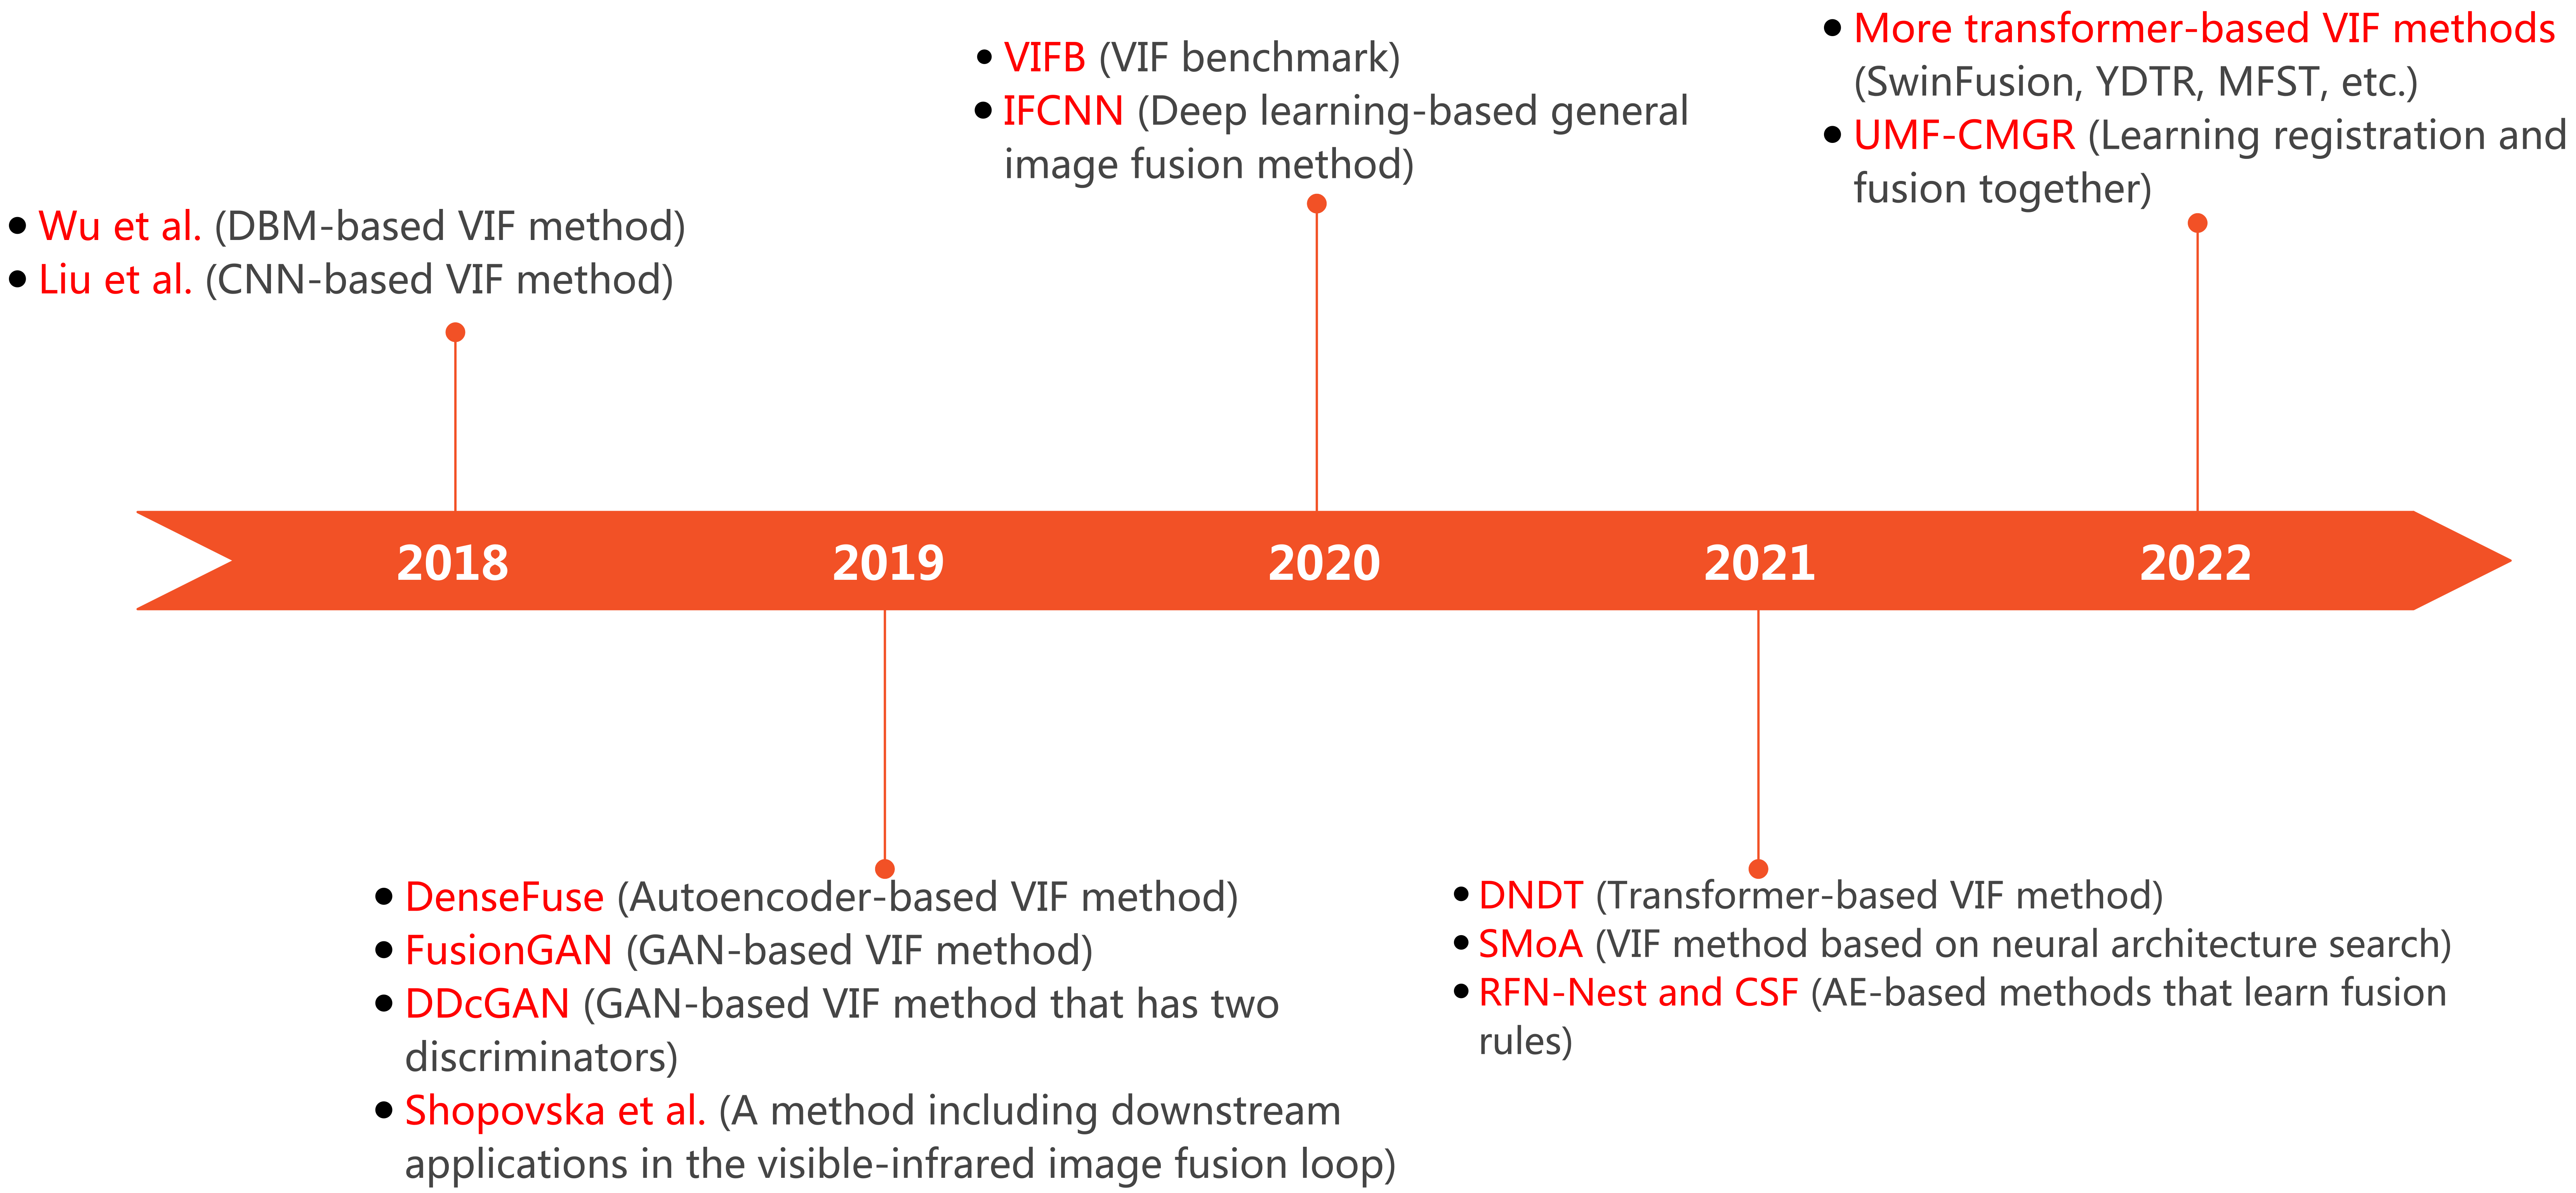 ● Wu et al. (DBM-based VIF method)
● Liu et al. (CNN-based VIF method)
● VIFB (VIF benchmark)
● IFCNN (Deep learning-based general
image fusion method)
● More transformer-based VIF methods
(SwinFusion, YDTR, MFST, etc.)
● UMF-CMGR (Learning registration and
fusion together)
2018 2019 2020 2021 2022
● DenseFuse (Autoencoder-based VIF method)
● FusionGAN (GAN-based VIF method)
● DDcGAN (GAN-based VIF method that has two
discriminators)
● Shopovska et al. (A method including downstream
applications in the visible-infrared image fusion loop)
● DNDT (Transformer-based VIF method)
● SMoA (VIF method based on neural architecture search)
● RFN-Nest and CSF (AE-based methods that learn fusion
rules)